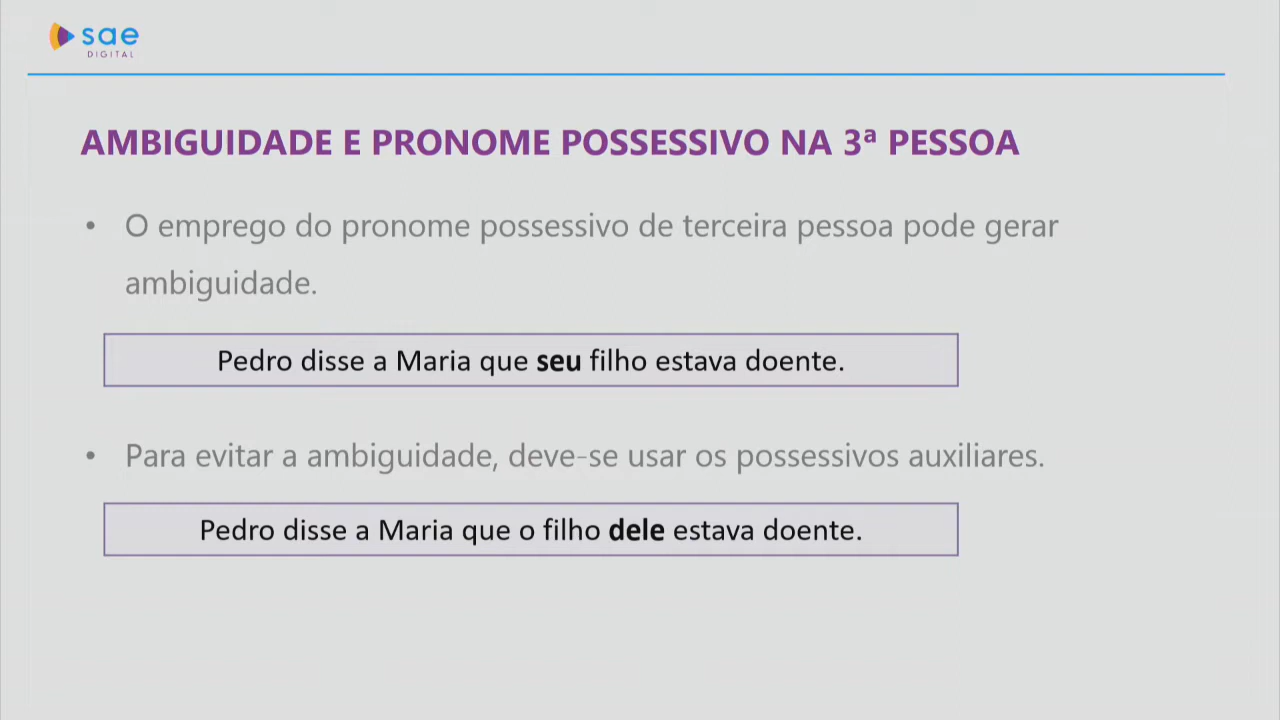 sae
DIGITAL
AMBIGUIDADE E PRONOME POSSESSIVO NA 3ª PESSOA
• O emprego do pronome possessivo de terceira pessoa pode gerar
ambiguidade.
Pedro disse a Maria que seu filho estava doente.
• Para evitar a ambiguidade, deve-se usar os possessivos auxiliares.
Pedro disse a Maria que o filho dele estava doente.